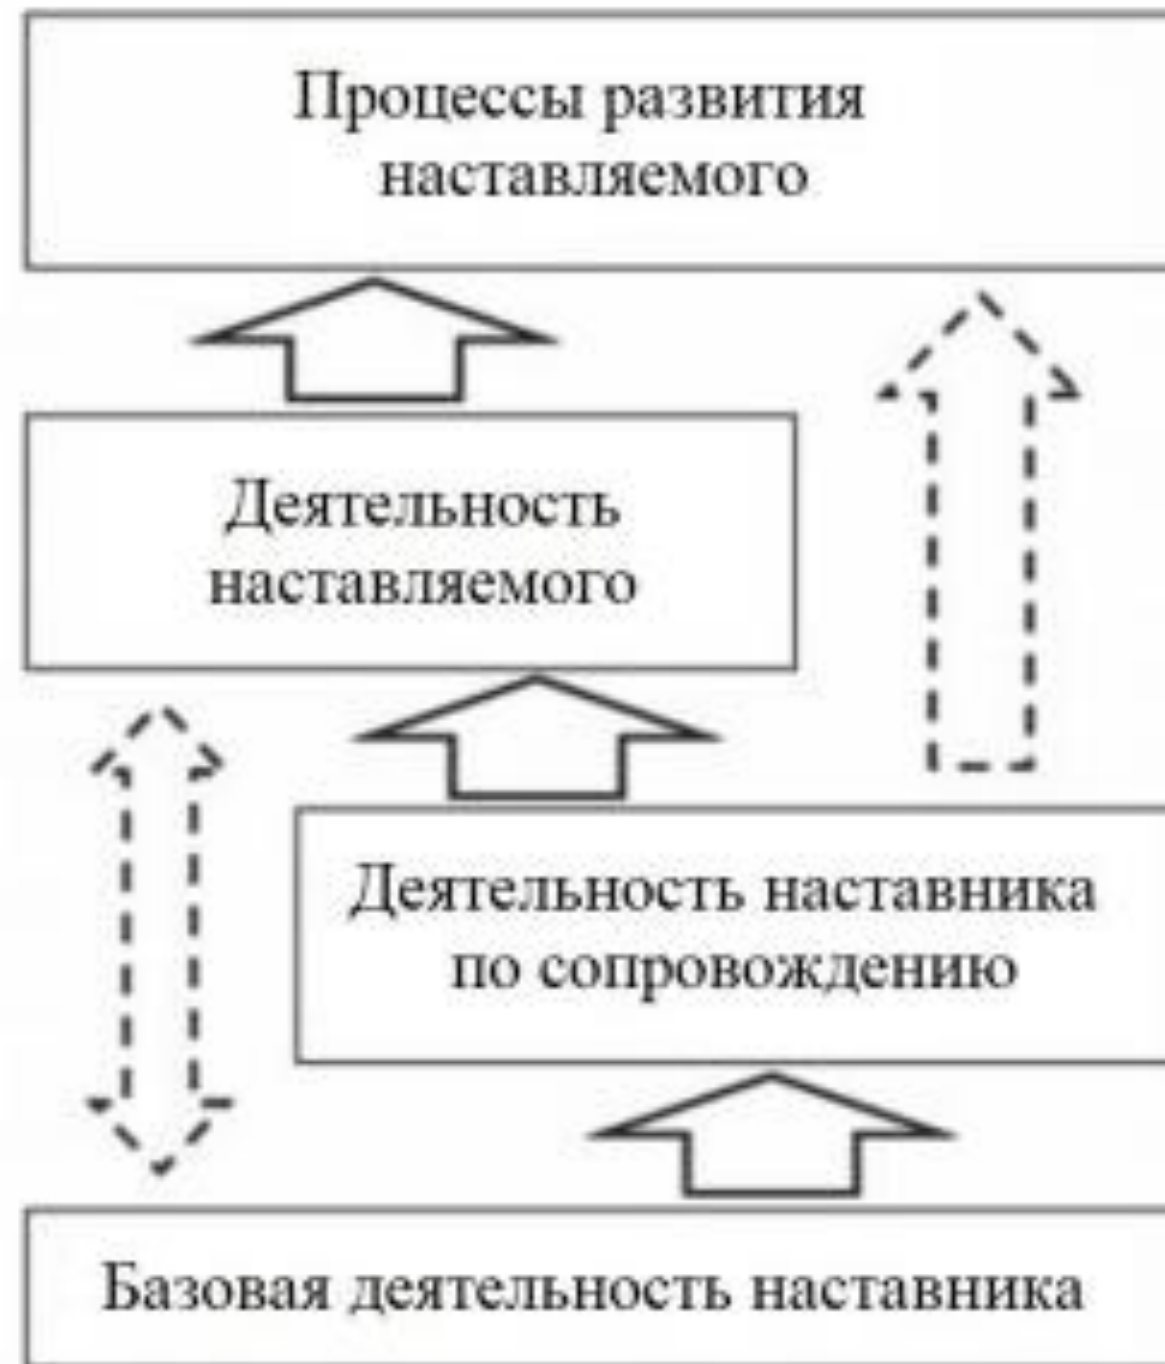 Процессы развития
наставляемого
Деятельность
наставляемого
Деятельность наставника
по сопровождению
Базовая деятельность наставника